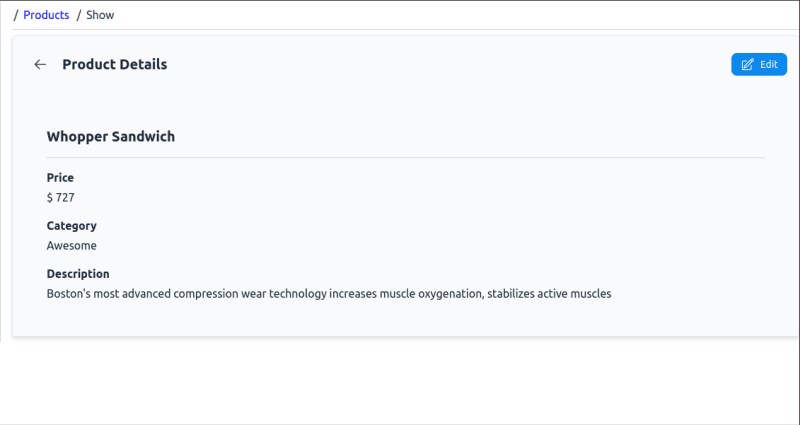 / Products / Show
Product Details
Edit
Whopper Sandwich
Price
$ 727
Category
Awesome
Description
Boston's most advanced compression wear technology increases muscle oxygenation, stabilizes active muscles